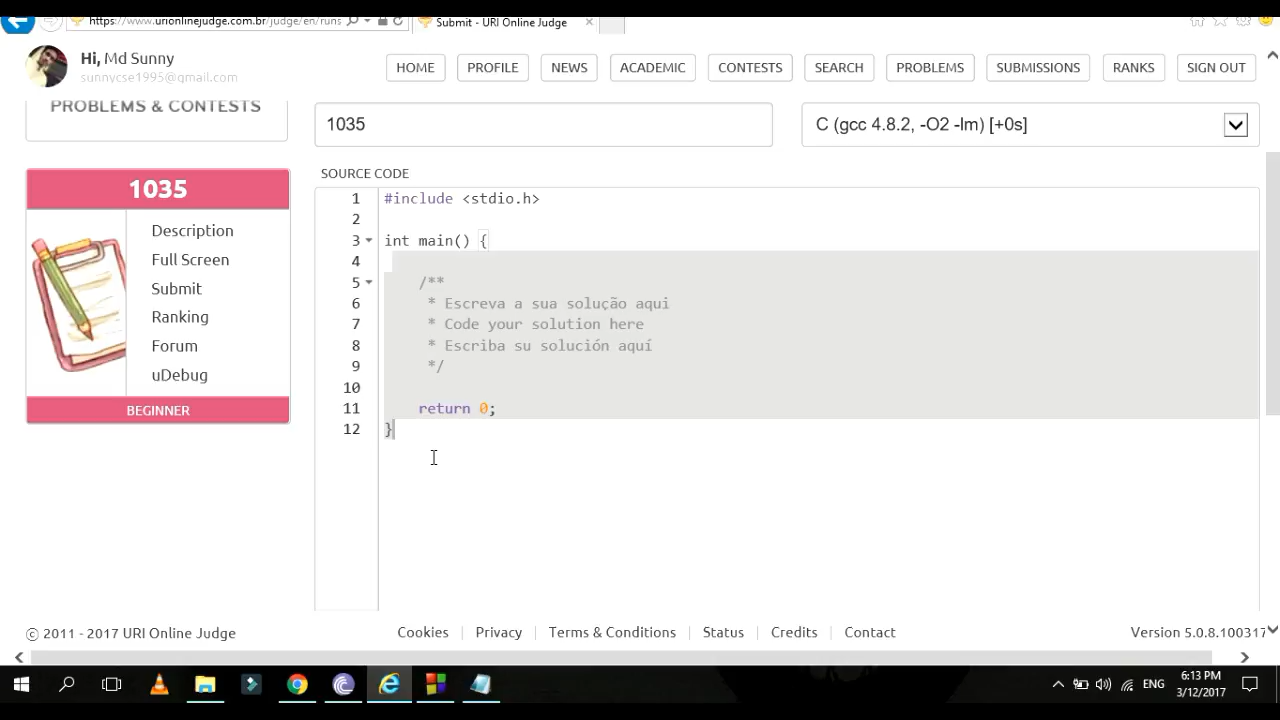 https://www.urionlinejudge.com.br/judge/en/runs
Submit - URI Online Judge
Hi, Md Sunny
sunnycse1995@gmail.com
HOME
PROFILE
NEWS
ACADEMIC
CONTESTS
SEARCH
PROBLEMS
SUBMISSIONS
RANKS
SIGN OUT
PROBLEMS & CONTESTS
1035
C (gcc 4.8.2, -O2 -lm) [+0s]
1035
Description
Full Screen
Submit
Ranking
Forum
uDebug
BEGINNER
SOURCE CODE
1 #include <stdio.h>
2
3 int main() {
4
5 /**
6 * Escreva a sua solução aqui
7 * Code your solution here
8 * Escriba su solución aquí
9 */
10
11 return 0;
12 }
© 2011 - 2017 URI Online Judge
Cookies
Privacy
Terms & Conditions
Status
Credits
Contact
Version 5.0.8.100317
ENG
6:13 PM
3/12/2017